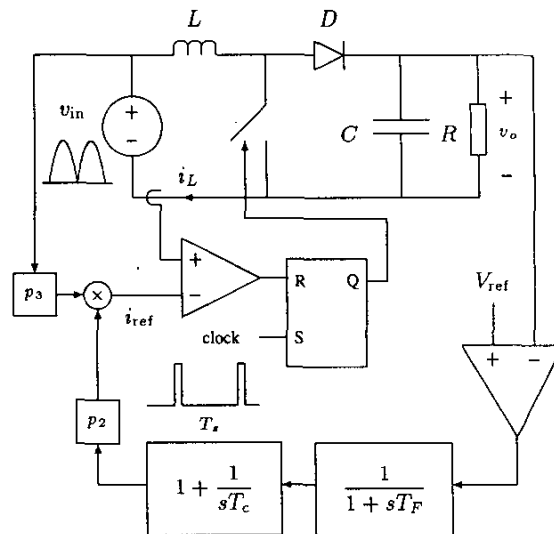 L
D
v_in
+
−
C
R
+
v_o
−
i_L
p_3
×
i_ref
+
−
R
Q
S
clock
V_ref
+
−
T_s
p_2
1 + 1/(sT_c)
1/(1 + sT_F)